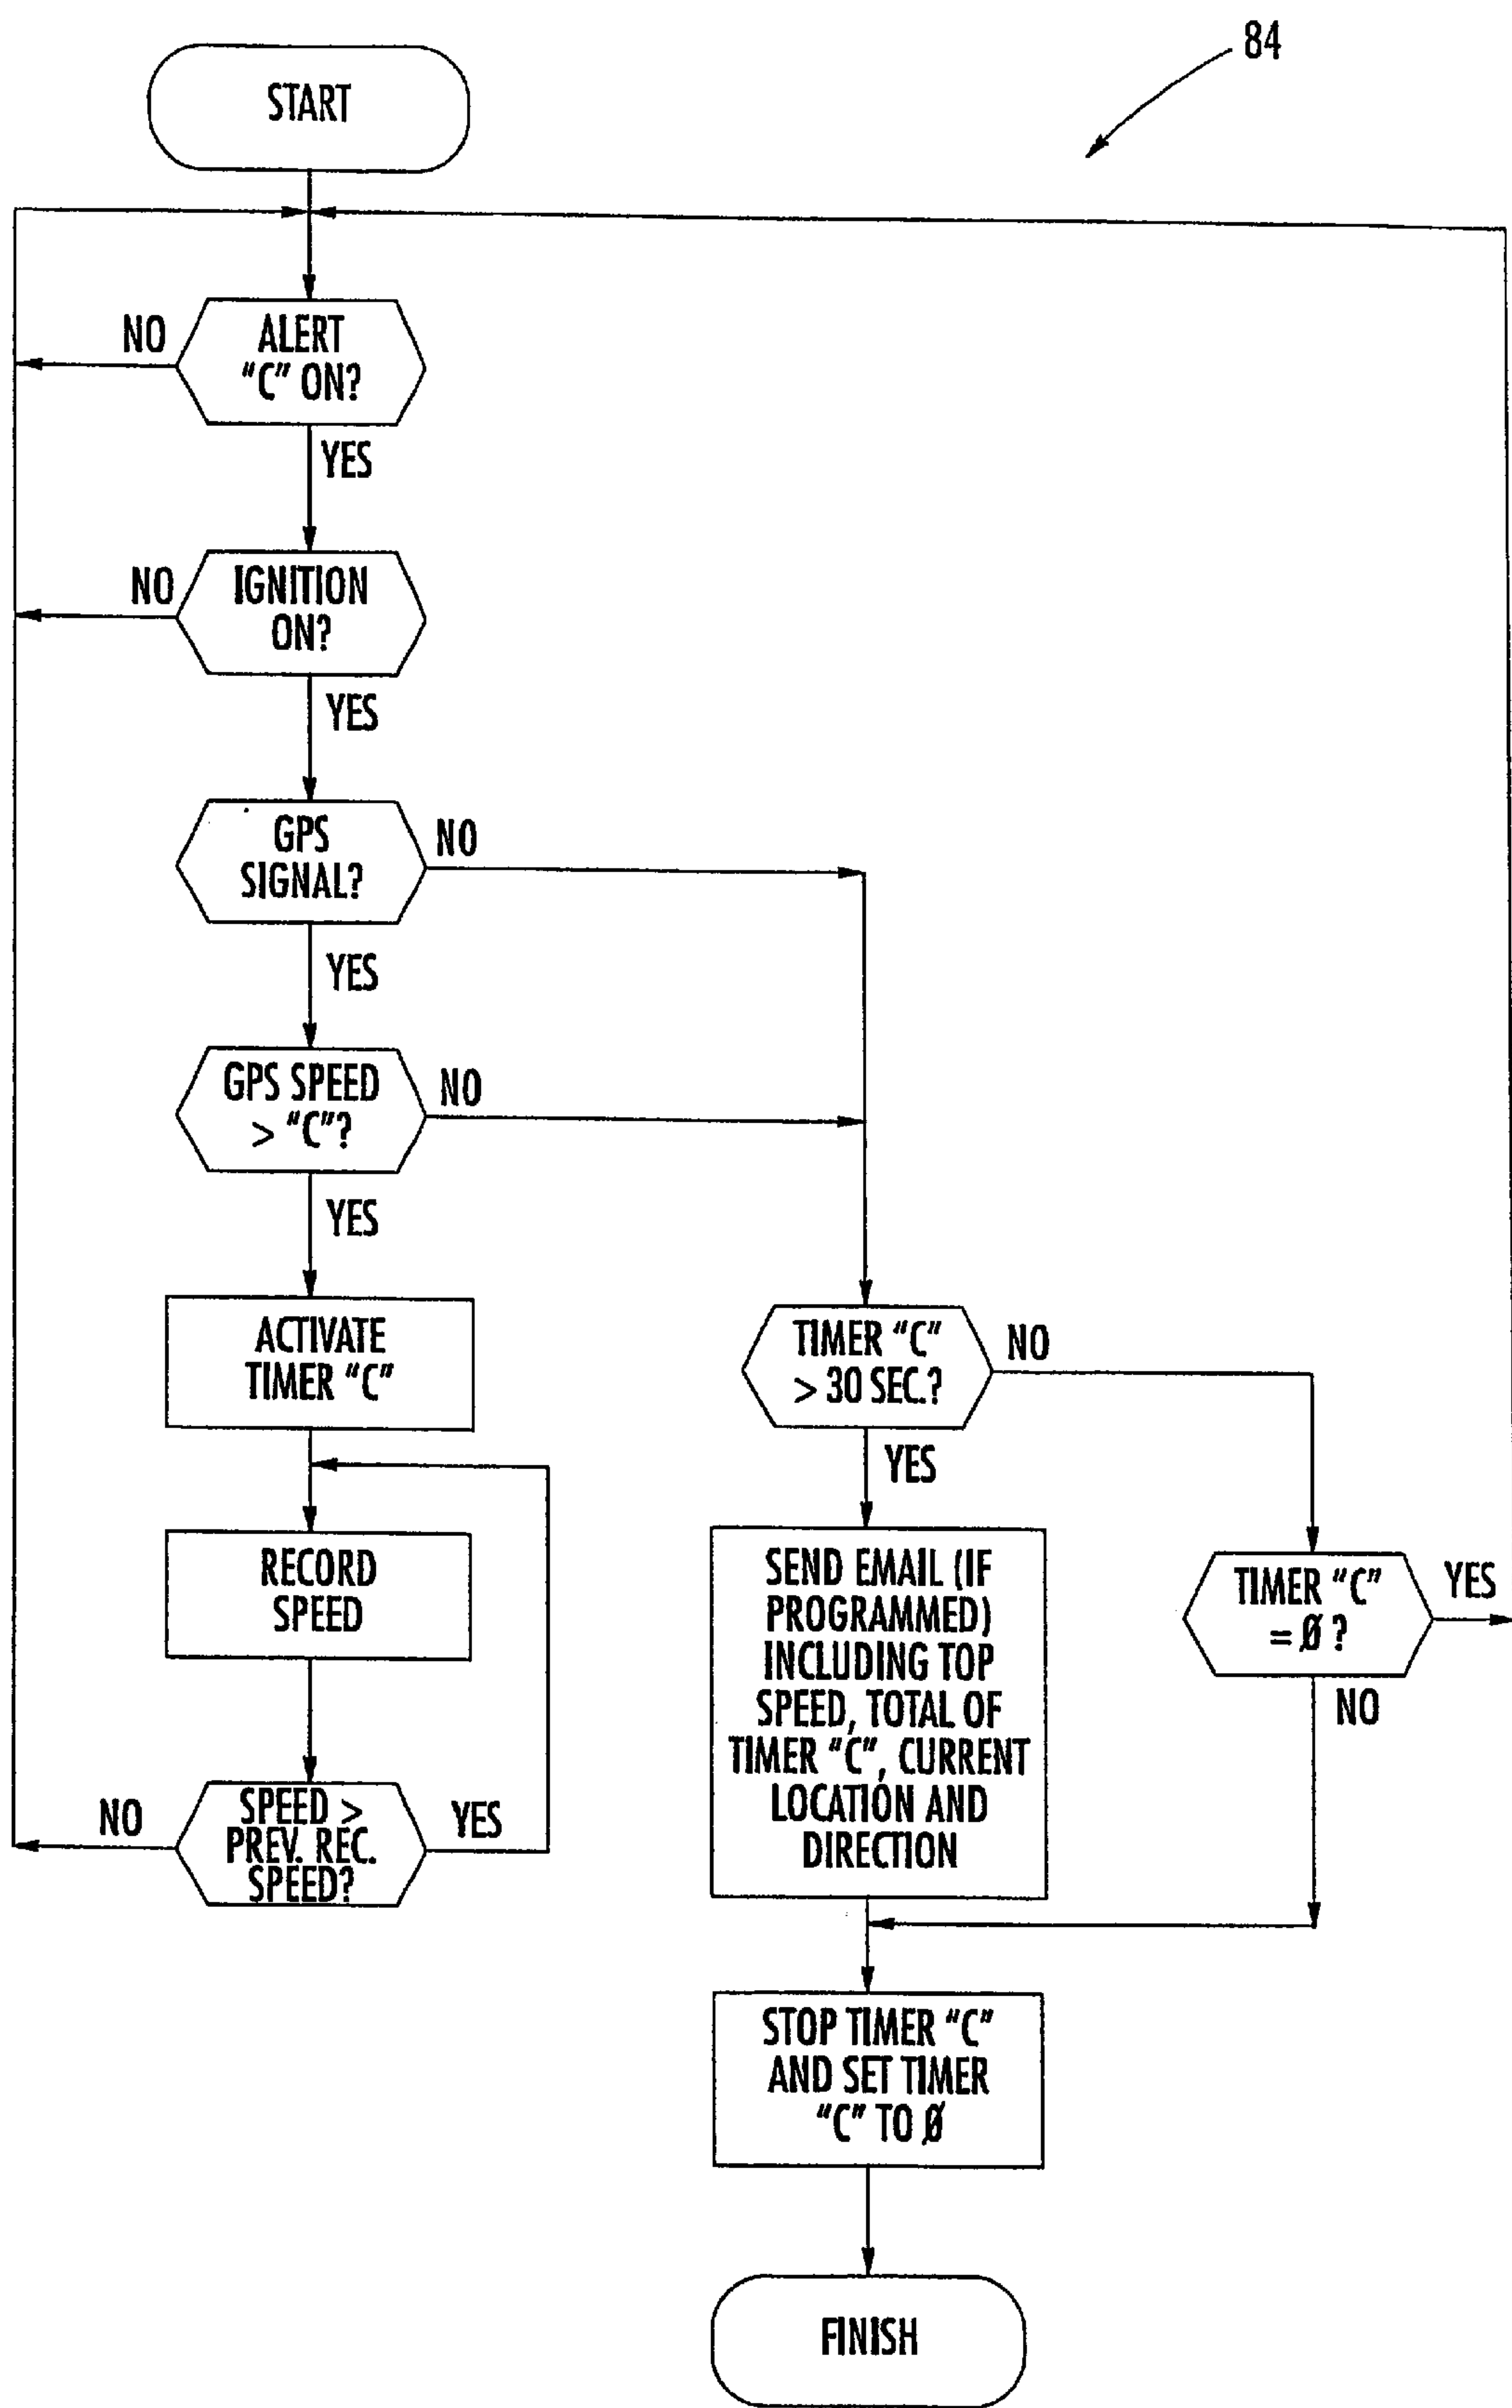 84
START
ALERT
"C" ON?
NO
YES
IGNITION
ON?
NO
YES
GPS
SIGNAL?
NO
YES
GPS SPEED
> "C"?
NO
YES
ACTIVATE
TIMER "C"
RECORD
SPEED
SPEED >
PREV. REC.
SPEED?
NO
YES
TIMER "C"
> 30 SEC.?
NO
YES
SEND EMAIL (IF
PROGRAMMED)
INCLUDING TOP
SPEED, TOTAL OF
TIMER "C", CURRENT
LOCATION AND
DIRECTION
TIMER "C"
= Ø ?
YES
NO
STOP TIMER "C"
AND SET TIMER
"C" TO Ø
FINISH